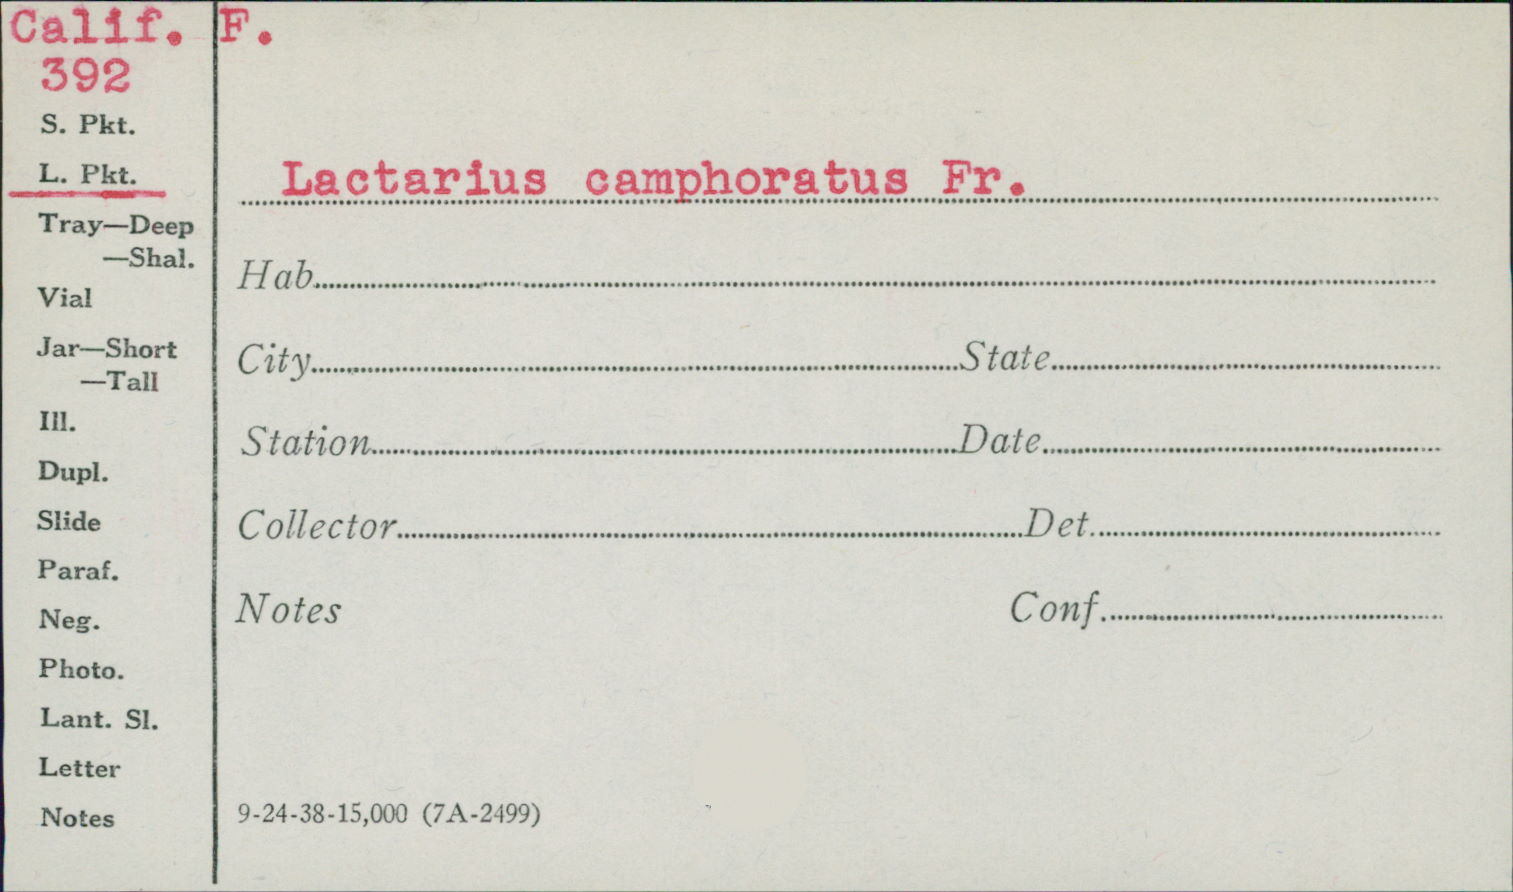 Calif. F.
392
S. Pkt.
L. Pkt.
Tray—Deep
—Shal.
Vial
Jar—Short
—Tall
Ill.
Dupl.
Slide
Paraf.
Neg.
Photo.
Lant. Sl.
Letter
Notes
Lactarius camphoratus Fr.
Hab.
City State
Station Date
Collector Det.
Notes Conf.
9-24-38-15,000 (7A-2499)